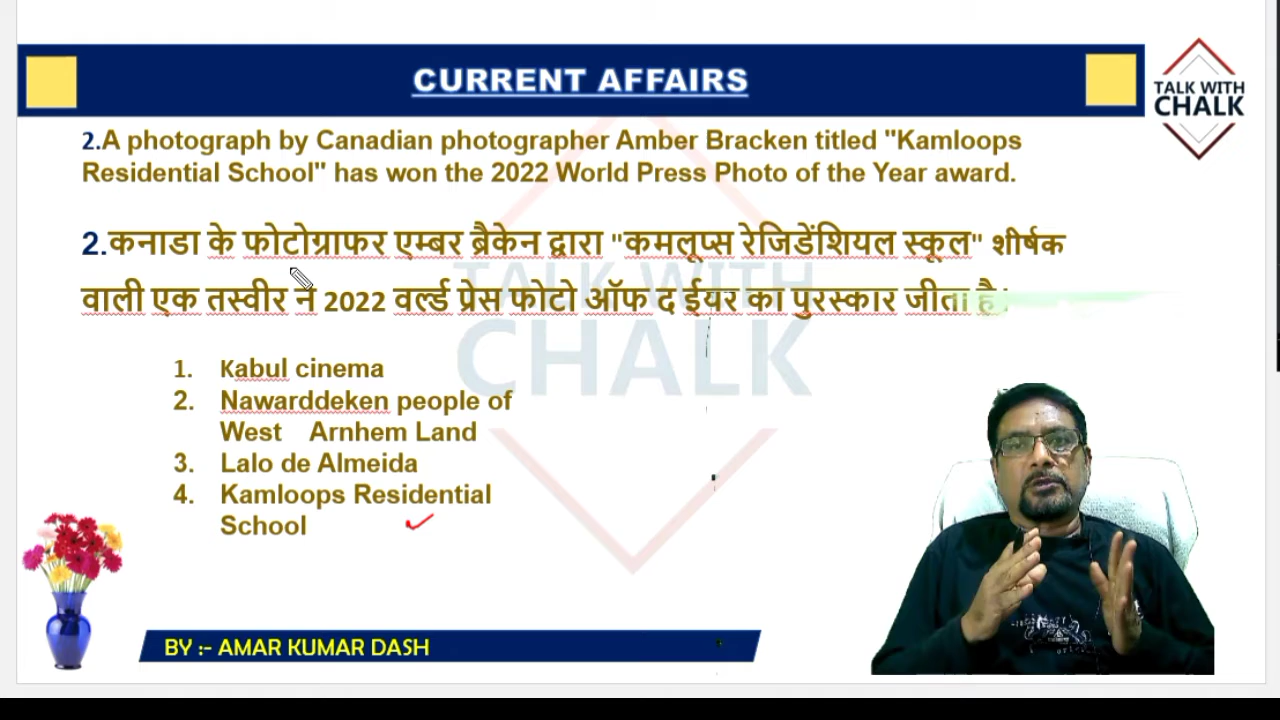 CURRENT AFFAIRS
TALK WITH
CHALK
2.A photograph by Canadian photographer Amber Bracken titled "Kamloops
Residential School" has won the 2022 World Press Photo of the Year award.
2.कनाडा के फोटोग्राफर एम्बर ब्रैकेन द्वारा "कमलूप्स रेजिडेंशियल स्कूल" शीर्षक
वाली एक तस्वीर ने 2022 वर्ल्ड प्रेस फोटो ऑफ द ईयर का पुरस्कार जीता है।
TALK WITH
CHALK
1. Kabul cinema
2. Nawarddeken people of
West Arnhem Land
3. Lalo de Almeida
4. Kamloops Residential
School
BY :- AMAR KUMAR DASH